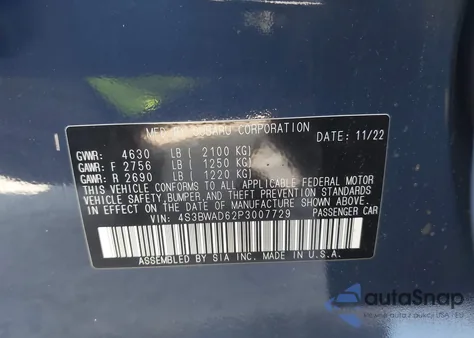 MFD BY SUBARU CORPORATION DATE: 11/22
GVWR: 4630 LB ( 2100 KG)
GAWR: F 2756 LB ( 1250 KG)
GAWR: R 2690 LB ( 1220 KG)
THIS VEHICLE CONFORMS TO ALL APPLICABLE FEDERAL MOTOR
VEHICLE SAFETY, BUMPER, AND THEFT PREVENTION STANDARDS
IN EFFECT ON THE DATE OF MANUFACTURE SHOWN ABOVE.
VIN: 4S3BWAD62P3007729 PASSENGER CAR
ASSEMBLED BY SIA INC. MADE IN U.S.A.
autoSnap